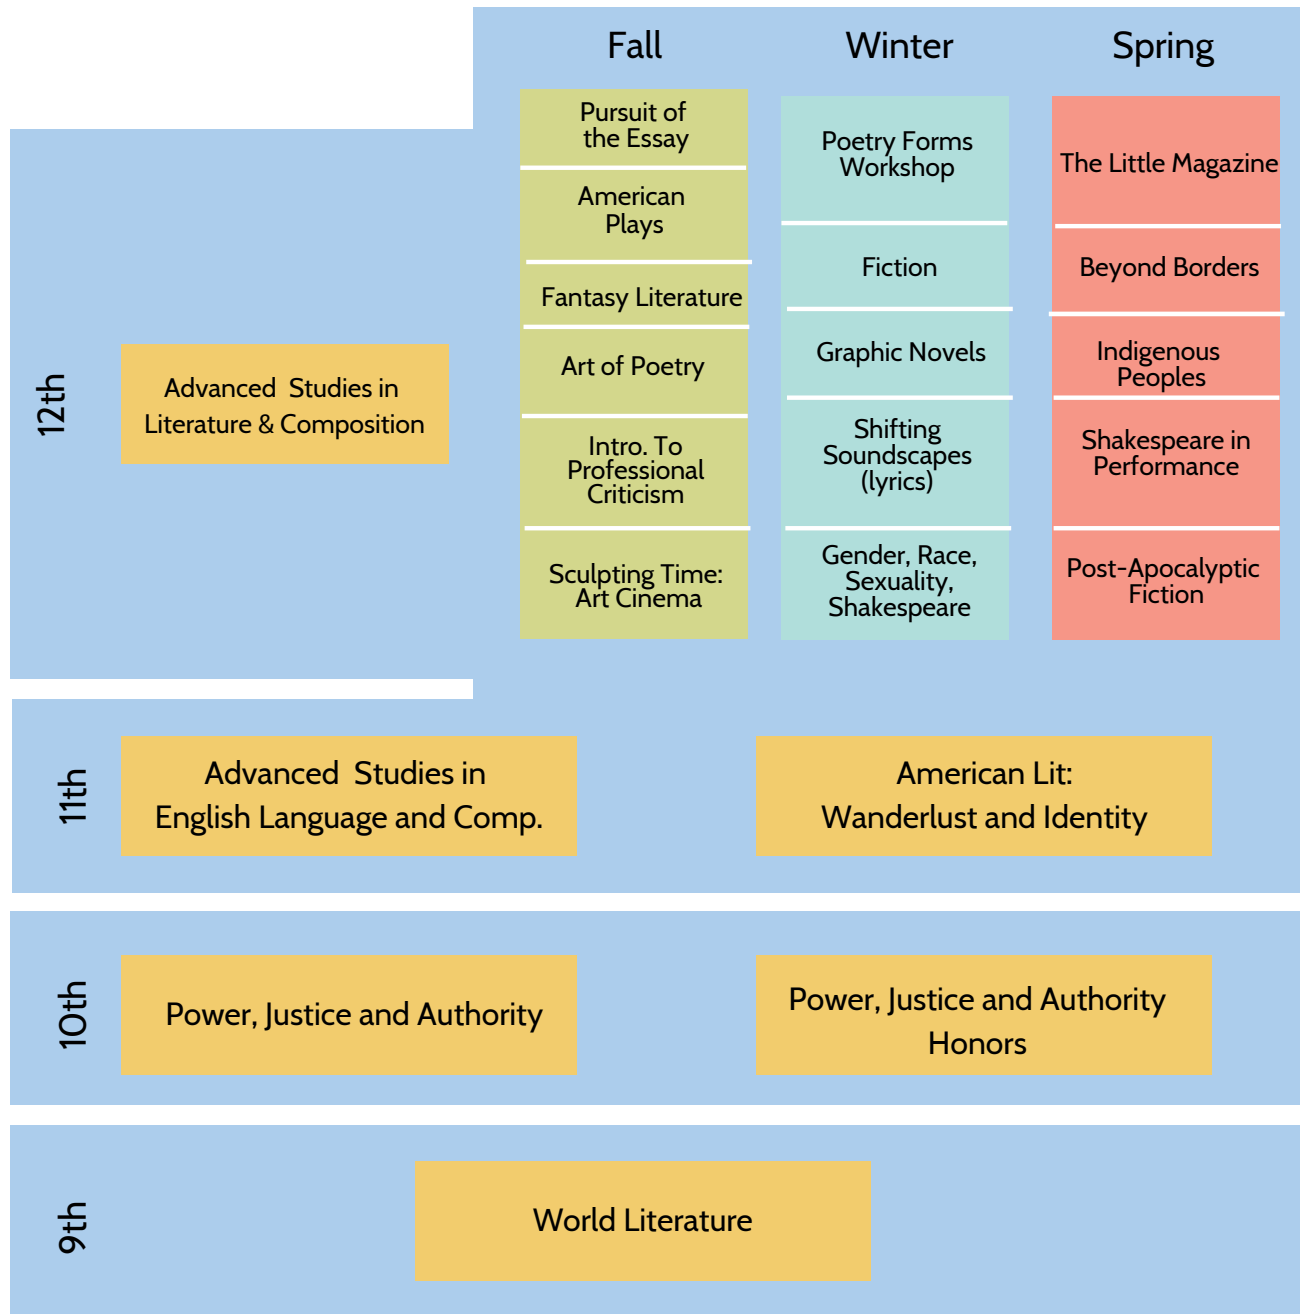 Fall
Winter
Spring
Pursuit of
the Essay
American
Plays
Fantasy Literature
Art of Poetry
Intro. To
Professional
Criticism
Sculpting Time:
Art Cinema
Poetry Forms
Workshop
Fiction
Graphic Novels
Shifting
Soundscapes
(lyrics)
Gender, Race,
Sexuality,
Shakespeare
The Little Magazine
Beyond Borders
Indigenous
Peoples
Shakespeare in
Performance
Post-Apocalyptic
Fiction
12th
Advanced Studies in
Literature & Composition
11th
Advanced Studies in
English Language and Comp.
American Lit:
Wanderlust and Identity
10th
Power, Justice and Authority
Power, Justice and Authority
Honors
9th
World Literature